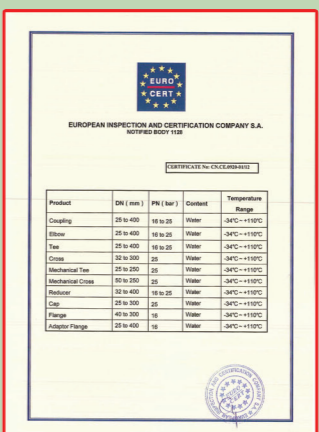 EURO
CERT
EUROPEAN INSPECTION AND CERTIFICATION COMPANY S.A.
NOTIFIED BODY 1128
CERTIFICATE No: CN.CE.0920-01/12
Product DN ( mm ) PN ( bar ) Content Temperature Range
Coupling 25 to 400 16 to 25 Water -34°C~ +110°C
Elbow 25 to 400 16 to 25 Water -34°C~ +110°C
Tee 25 to 400 16 to 25 Water -34°C~ +110°C
Cross 32 to 300 25 Water -34°C~ +110°C
Mechanical Tee 25 to 250 25 Water -34°C~ +110°C
Mechanical Cross 50 to 250 25 Water -34°C~ +110°C
Reducer 32 to 400 16 to 25 Water -34°C~ +110°C
Cap 25 to 300 25 Water -34°C~ +110°C
Flange 40 to 300 16 Water -34°C~ +110°C
Adaptor Flange 25 to 400 16 Water -34°C~ +110°C